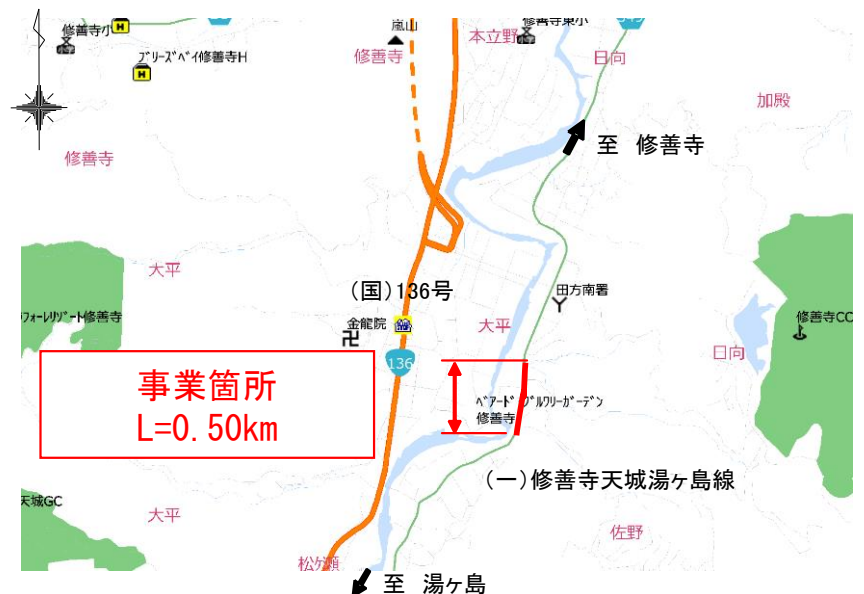 修善寺小
嵐山
修善寺東小
本立野
修善寺
日向
ブリーズベイ修善寺H
加殿
至 修善寺
修善寺
大平
(国)136号
田方南署
フォーレリゾート修善寺
金龍院
大平
修善寺CC
日向
136
事業箇所
L=0.50km
ベアード・ブルワリーガーデン
修善寺
(一)修善寺天城湯ヶ島線
天城GC
大平
佐野
松ケ瀬
至 湯ヶ島